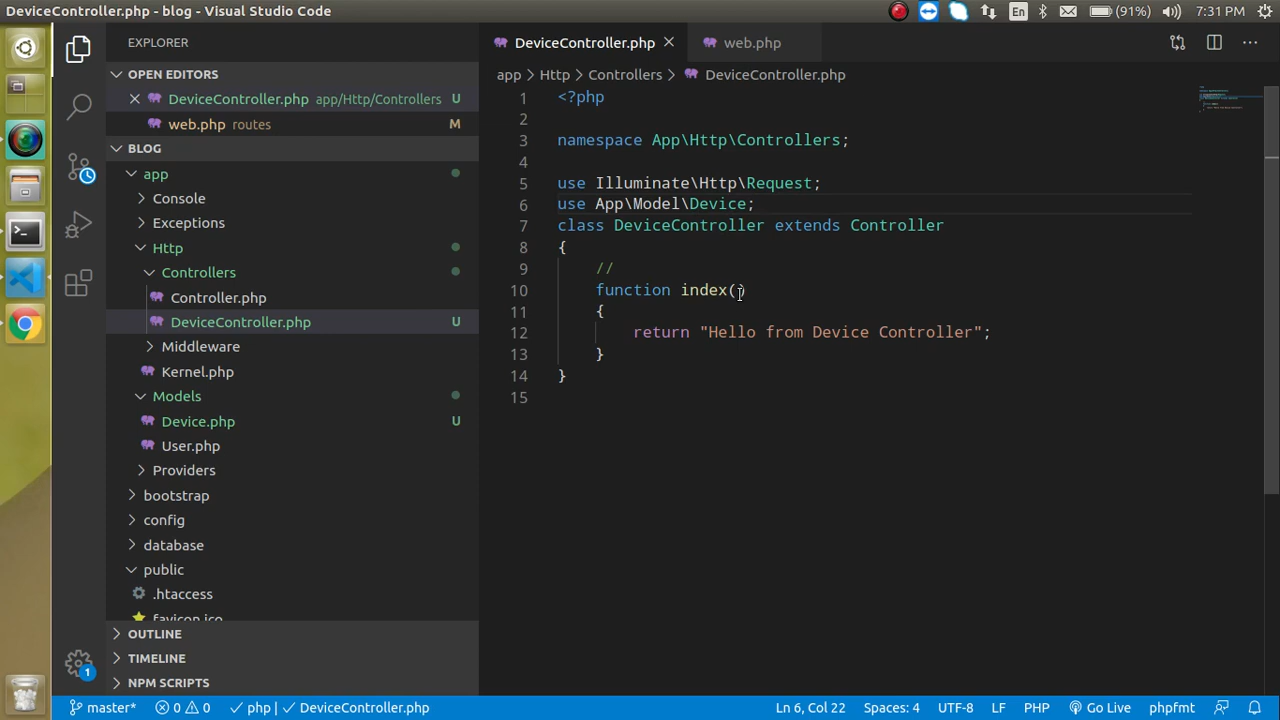 DeviceController.php - blog - Visual Studio Code
En
(91%)
7:31 PM
EXPLORER
OPEN EDITORS
DeviceController.php app/Http/Controllers U
web.php routes M
BLOG
app
Console
Exceptions
Http
Controllers
Controller.php
DeviceController.php U
Middleware
Kernel.php
Models
Device.php U
User.php
Providers
bootstrap
config
database
public
.htaccess
favicon.ico
OUTLINE
TIMELINE
NPM SCRIPTS
1
DeviceController.php
web.php
app > Http > Controllers > DeviceController.php
1 <?php
2
3 namespace App\Http\Controllers;
4
5 use Illuminate\Http\Request;
6 use App\Model\Device;
7 class DeviceController extends Controller
8 {
9 //
10 function index()
11 {
12 return "Hello from Device Controller";
13 }
14 }
15
master* 0 0 php | DeviceController.php
Ln 6, Col 22 Spaces: 4 UTF-8 LF PHP Go Live phpfmt